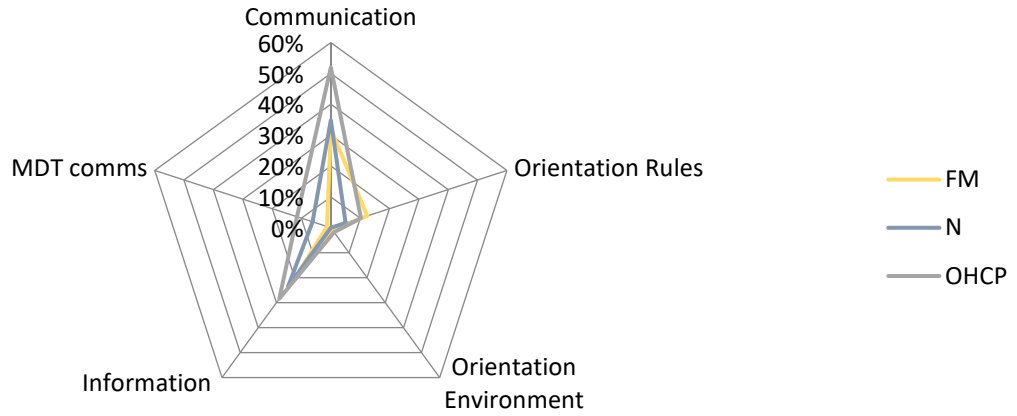 Communication
60%
50%
40%
30%
20%
10%
0%
MDT comms
Orientation Rules
Information
Orientation
Environment
FM
N
OHCP